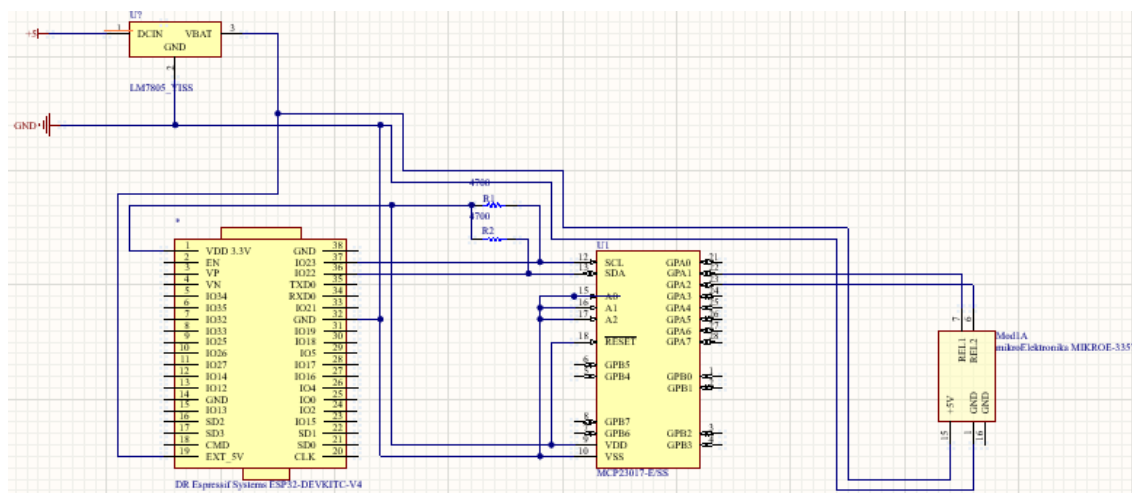 U?
+5
1
DCIN VBAT
3
GND
2
LM7805_VISS
GND
4700
R1
4700
R2
*
1 VDD 3.3V GND 38
2 EN IO23 37
3 VP IO22 36
4 VN TXD0 35
5 IO34 RXD0 34
6 IO35 IO21 33
7 IO32 GND 32
8 IO33 IO19 31
9 IO25 IO18 30
10 IO26 IO5 29
11 IO27 IO17 28
12 IO14 IO16 27
13 IO12 IO4 26
14 GND IO0 25
15 IO13 IO2 24
16 SD2 IO15 23
17 SD3 SD1 22
18 CMD SD0 21
19 EXT_5V CLK 20
DR Espressif Systems ESP32-DEVKITC-V4
U1
12 SCL GPA0 21
13 SDA GPA1
GPA2
15 A0 GPA3
16 A1 GPA4
17 A2 GPA5
GPA6
18 RESET GPA7
GPB5
GPB4 GPB0
GPB1
GPB7
GPB6 GPB2
9 VDD GPB3
10 VSS
MCP23017-E/SS
7 6
REL1
REL2
Mod1A
mikroElektronika MIKROE-335
+5V
GND
GND
15
1
16